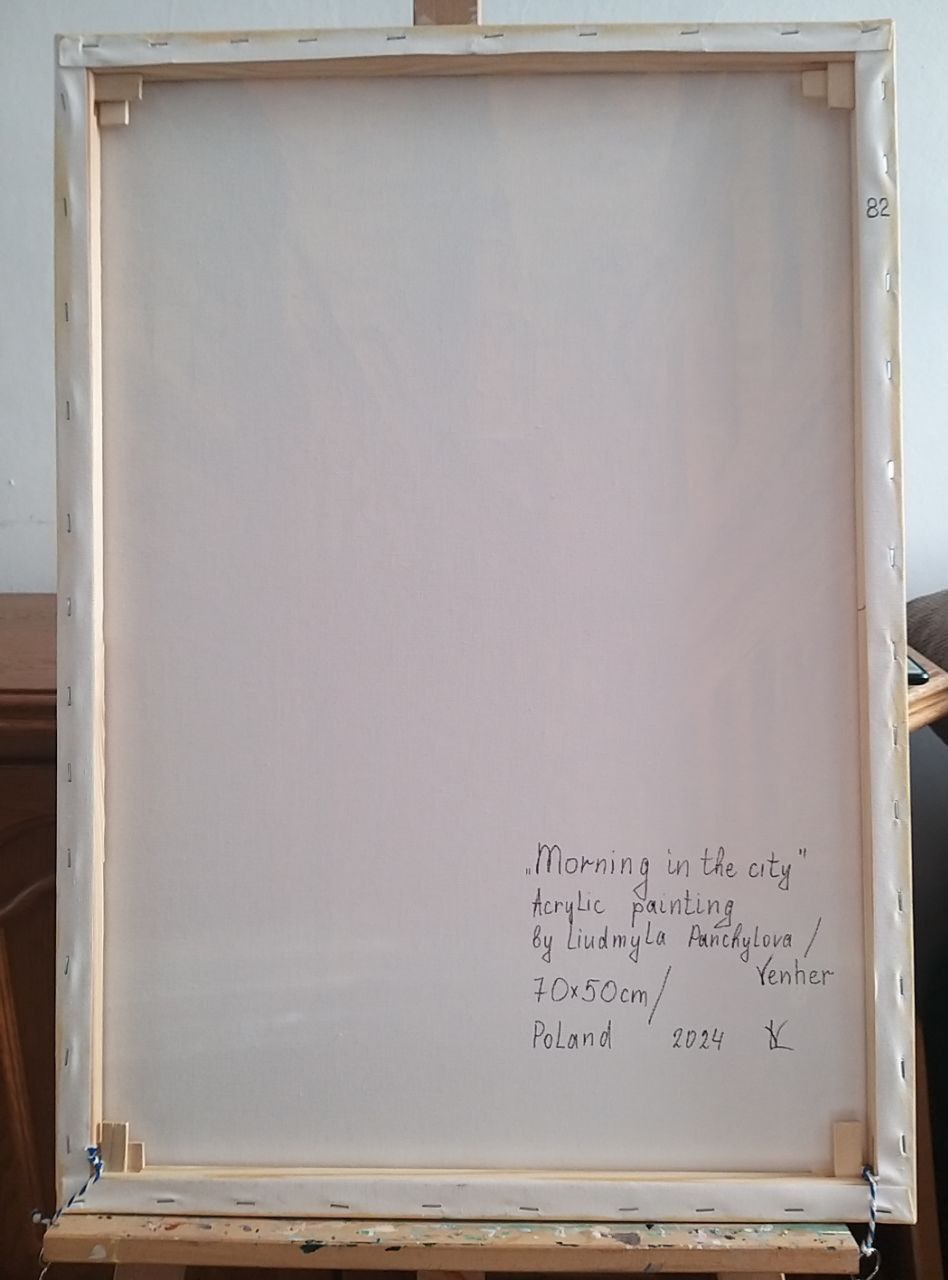 82
„Morning in the city"
Acrylic painting
by Liudmyla Panchylova /
Venher
70x50cm/
Poland 2024